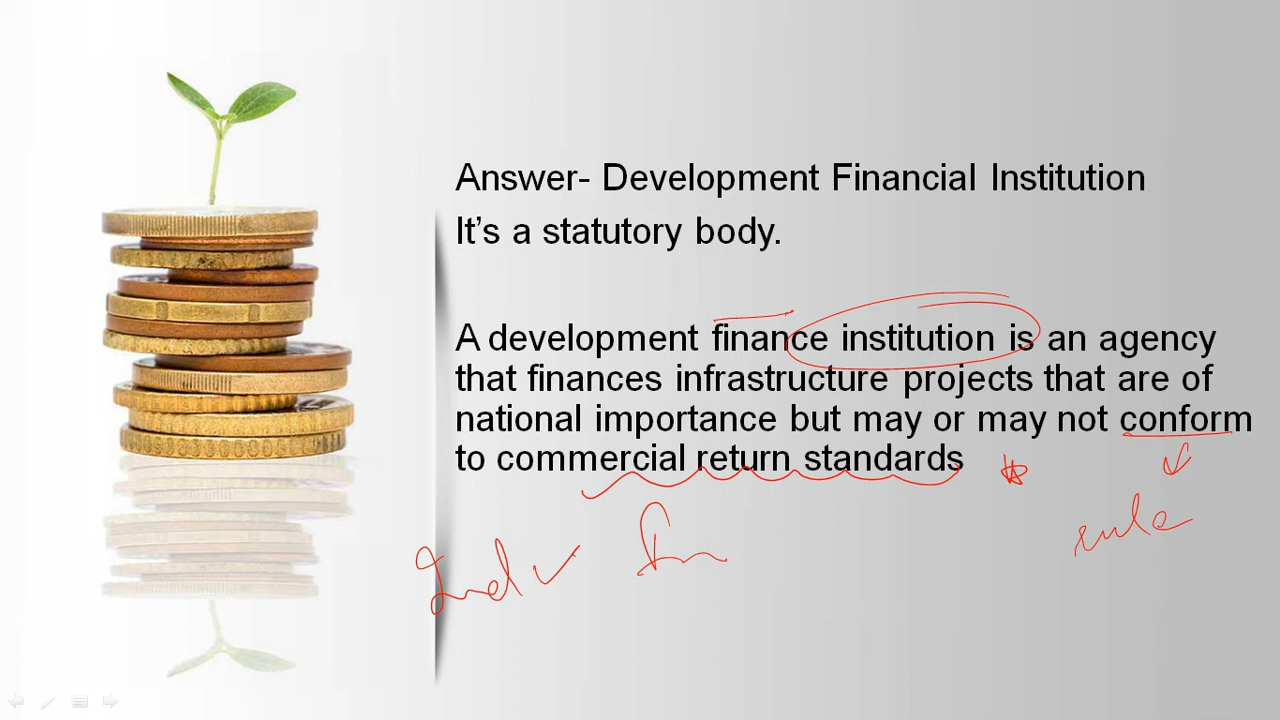 Answer- Development Financial Institution
It's a statutory body.
A development finance institution is an agency
that finances infrastructure projects that are of
national importance but may or may not conform
to commercial return standards
rule